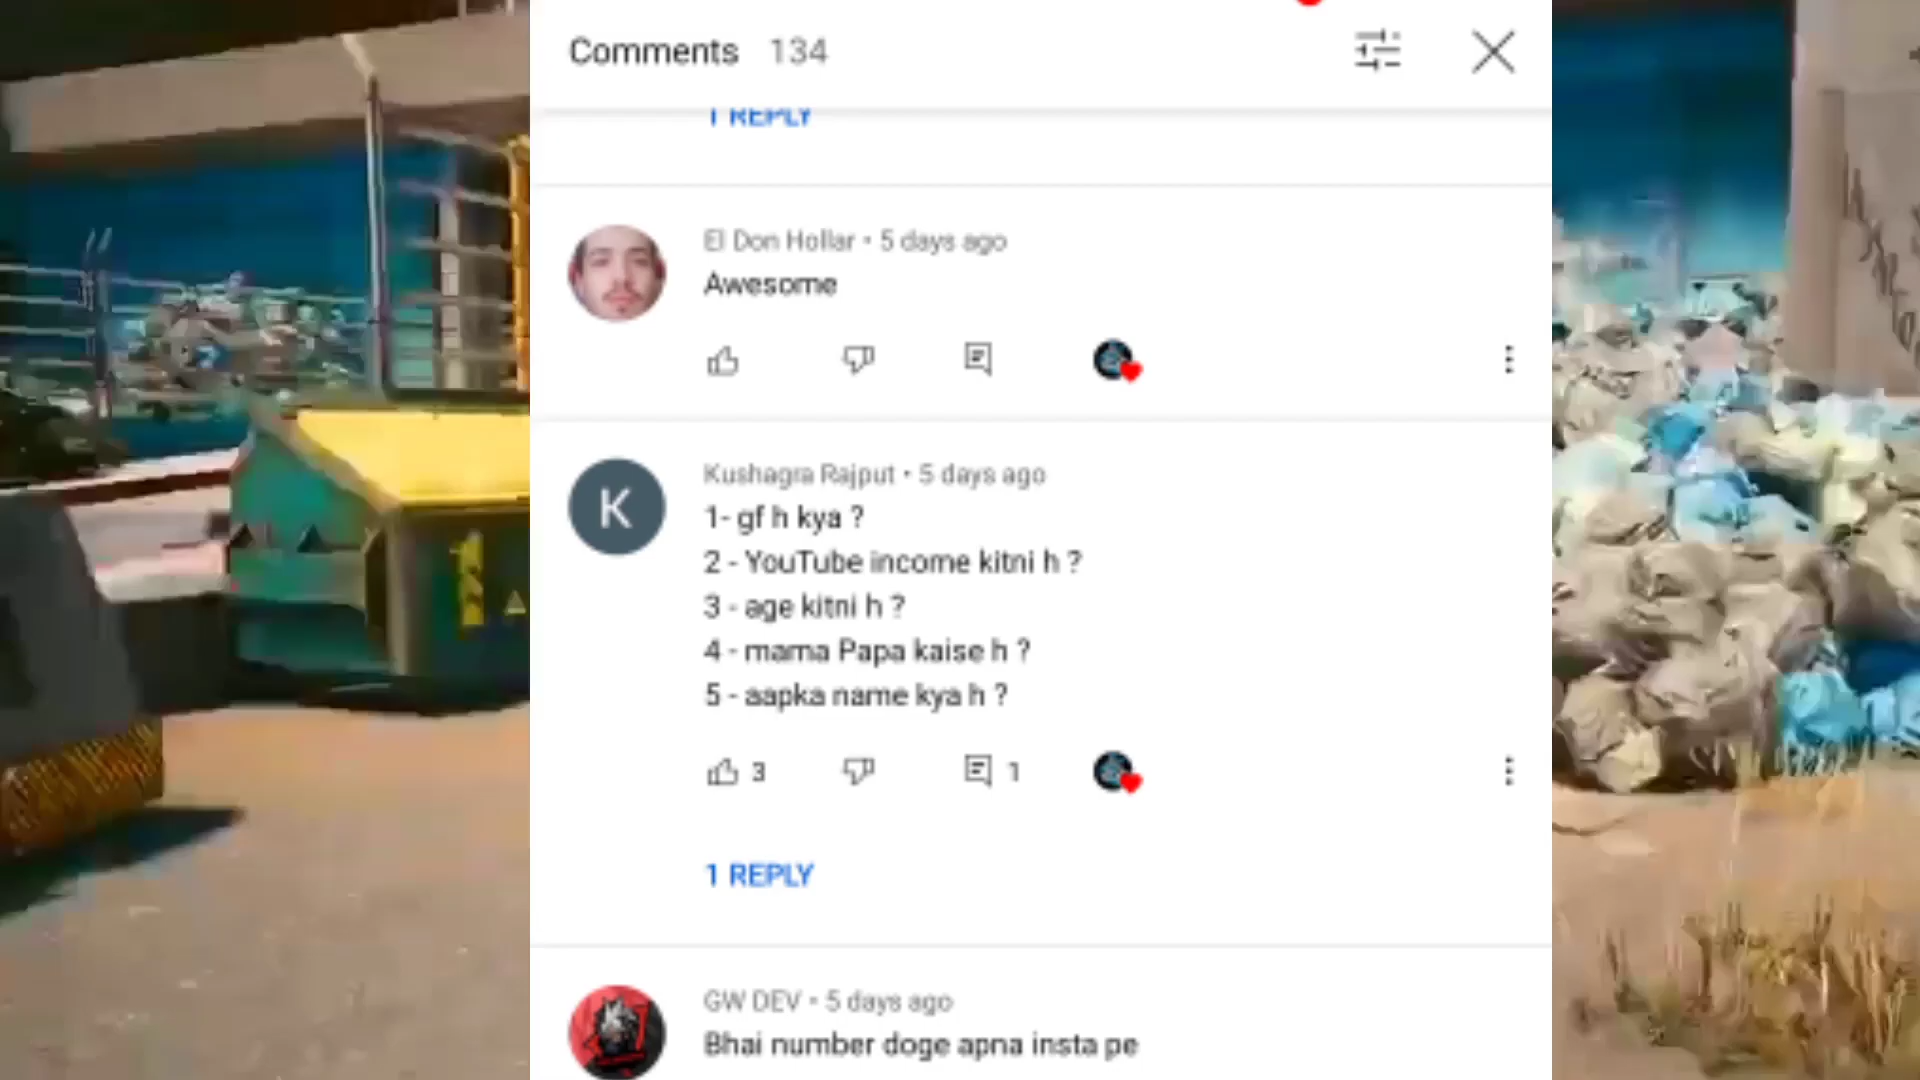 Comments 134
1 REPLY
El Don Hollar • 5 days ago
Awesome
Kushagra Rajput • 5 days ago
1- gf h kya ?
2 - YouTube income kitni h ?
3 - age kitni h ?
4 - mama Papa kaise h ?
5 - aapka name kya h ?
3 1
1 REPLY
GW DEV • 5 days ago
Bhai number doge apna insta pe